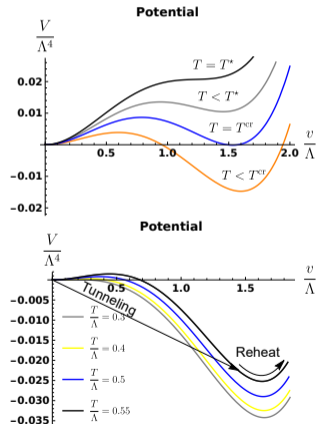 Potential
V/Λ⁴
T = T*
0.02
T < T*
0.01
T = Tᶜʳ
v/Λ
0.5 1.0 1.5 2.0
-0.01
T < Tᶜʳ
-0.02
Potential
V/Λ⁴
v/Λ
0.5 1.0 1.5
-0.005
Tunneling
-0.010
T/Λ = 0.3
-0.015
-0.020
T/Λ = 0.4
Reheat
-0.025
T/Λ = 0.5
-0.030
T/Λ = 0.55
-0.035